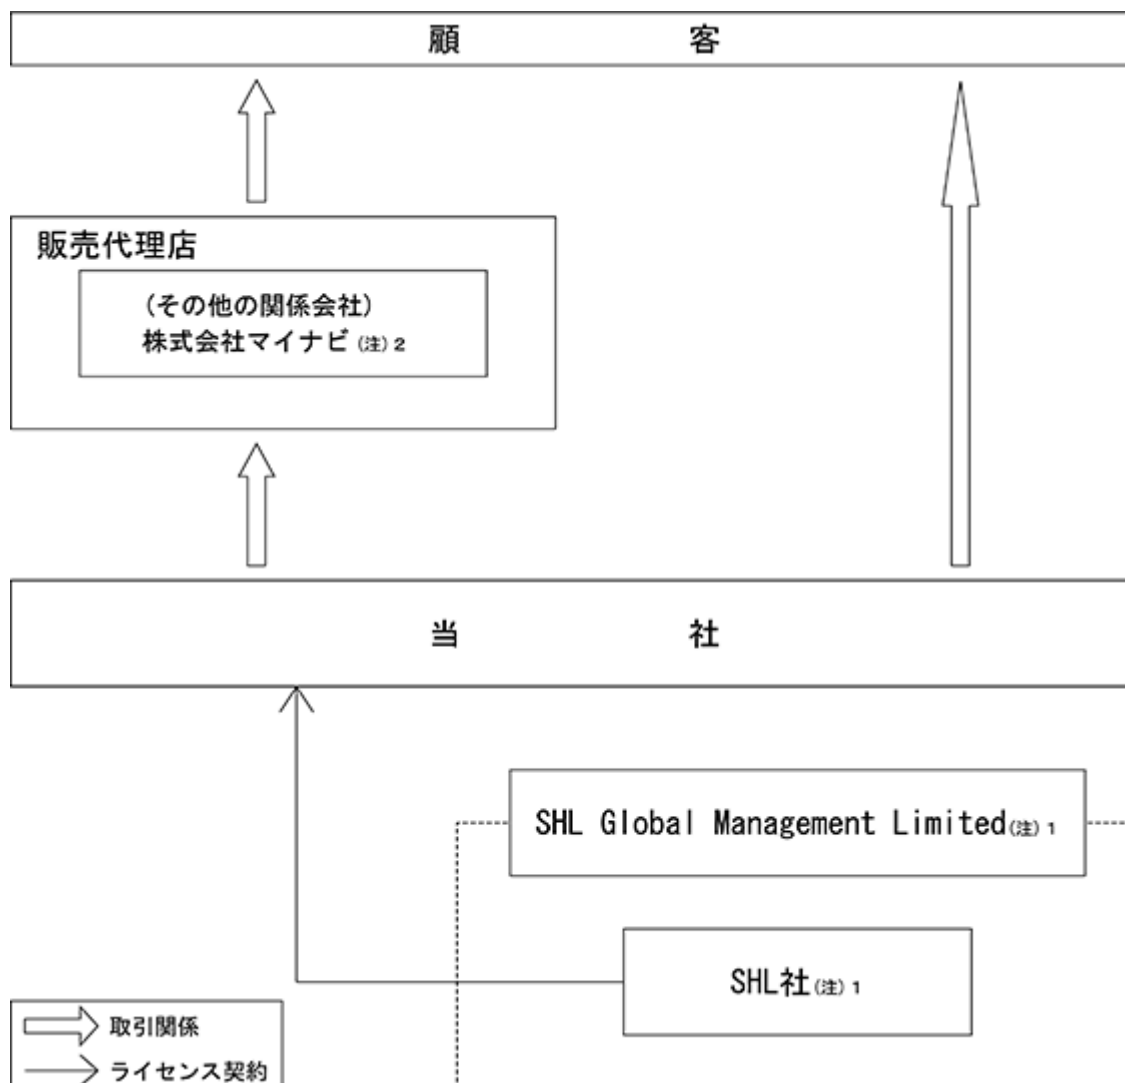 顧 客
販売代理店
(その他の関係会社)
株式会社マイナビ(注)2
当 社
SHL Global Management Limited(注)1
SHL社(注)1
取引関係
ライセンス契約